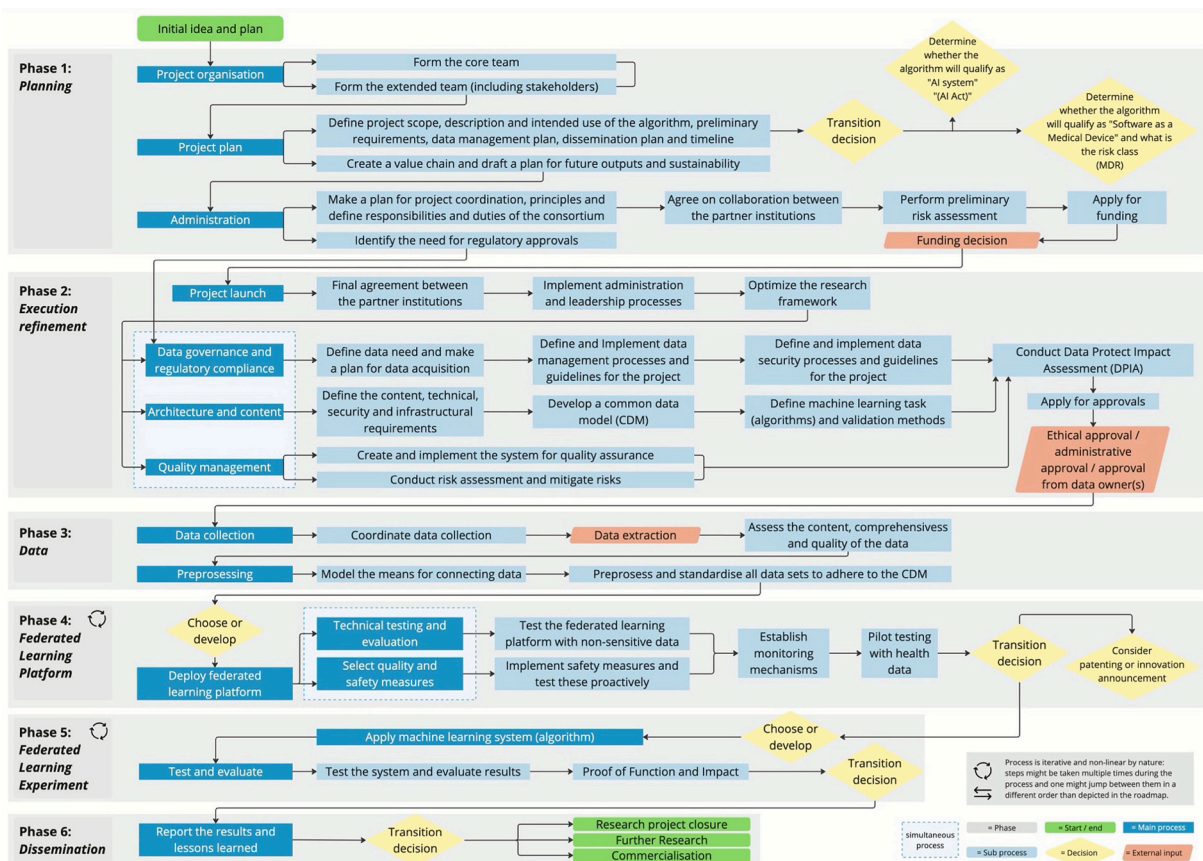 Initial idea and plan
Phase 1:
Planning
Project organisation
Form the core team
Form the extended team (including stakeholders)
Determine
whether the
algorithm will qualify as
"AI system"
"(AI Act)"
Project plan
Define project scope, description and intended use of the algorithm, preliminary
requirements, data management plan, dissemination plan and timeline
Create a value chain and draft a plan for future outputs and sustainability
Transition
decision
Determine
whether the algorithm
will qualify as "Software as a
Medical Device" and what is
the risk class
(MDR)
Administration
Make a plan for project coordination, principles and
define responsibilities and duties of the consortium
Identify the need for regulatory approvals
Agree on collaboration between
the partner institutions
Perform preliminary
risk assessment
Apply for
funding
Funding decision
Phase 2:
Execution
refinement
Project launch
Final agreement between
the partner institutions
Implement administration
and leadership processes
Optimize the research
framework
Data governance and
regulatory compliance
Define data need and make
a plan for data acquisition
Define and Implement data
management processes and
guidelines for the project
Define and implement data
security processes and guidelines
for the project
Conduct Data Protect Impact
Assessment (DPIA)
Architecture and content
Define the content, technical,
security and infrastructural
requirements
Develop a common data
model (CDM)
Define machine learning task
(algorithms) and validation methods
Apply for approvals
Quality management
Create and implement the system for quality assurance
Conduct risk assessment and mitigate risks
Ethical approval /
administrative
approval / approval
from data owner(s)
Phase 3:
Data
Data collection
Coordinate data collection
Data extraction
Assess the content, comprehensivess
and quality of the data
Preprosessing
Model the means for connecting data
Preprosess and standardise all data sets to adhere to the CDM
Phase 4:
Federated
Learning
Platform
Choose or
develop
Deploy federated
learning platform
Technical testing and
evaluation
Select quality and
safety measures
Test the federated learning
platform with non-sensitive data
Implement safety measures and
test these proactively
Establish
monitoring
mechanisms
Pilot testing
with health
data
Transition
decision
Consider
patenting or innovation
announcement
Phase 5:
Federated
Learning
Experiment
Apply machine learning system (algorithm)
Choose or
develop
Test and evaluate
Test the system and evaluate results
Proof of Function and Impact
Transition
decision
Process is iterative and non-linear by nature:
steps might be taken multiple times during the
process and one might jump between them in a
different order than depicted in the roadmap.
Phase 6:
Dissemination
Report the results and
lessons learned
Transition
decision
Research project closure
Further Research
Commercialisation
simultaneous
process
= Phase
= Start / end
= Main process
= Sub process
= Decision
= External input